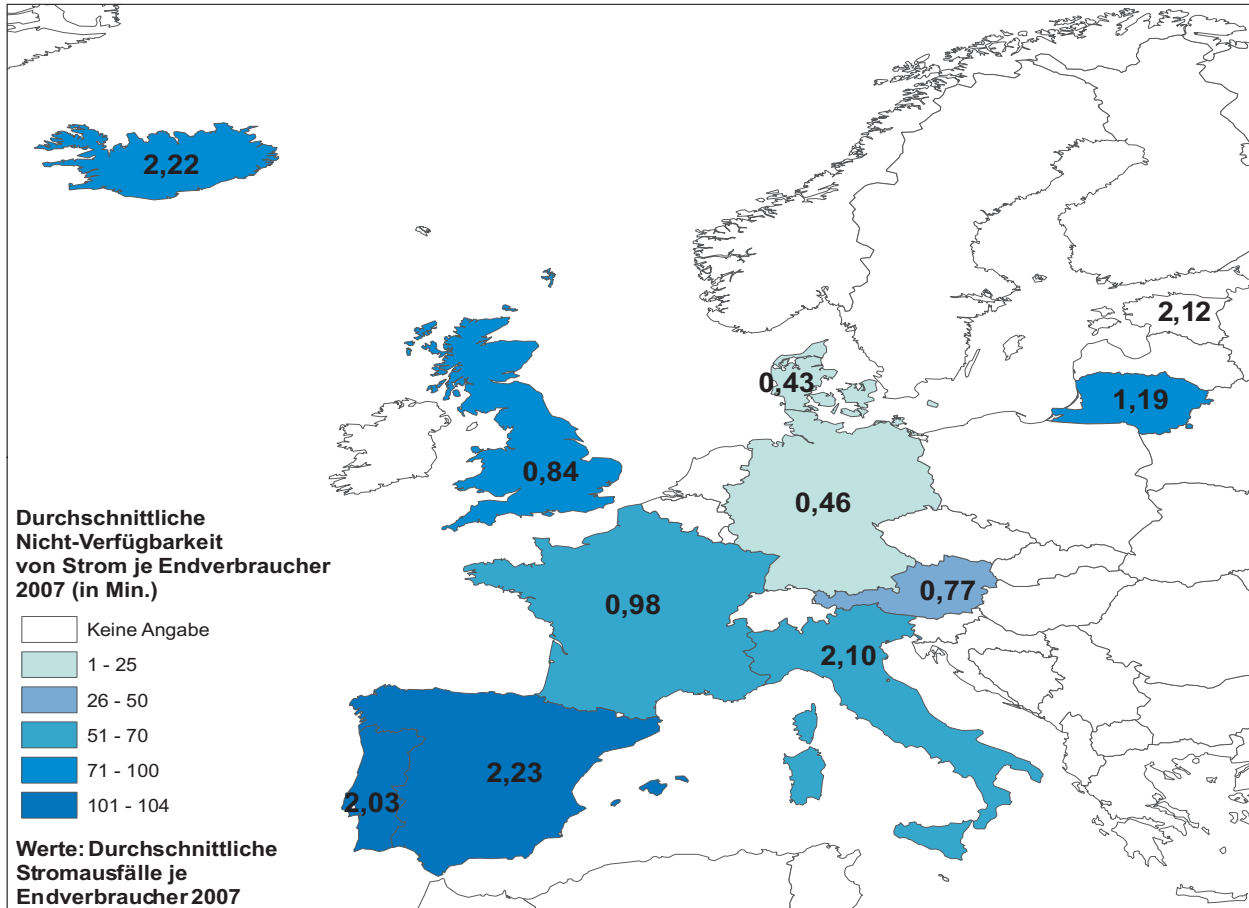 2,22
2,12
0,43
1,19
0,84
0,46
0,77
0,98
2,10
2,23
2,03
Durchschnittliche
Nicht-Verfügbarkeit
von Strom je Endverbraucher
2007 (in Min.)
Keine Angabe
1 - 25
26 - 50
51 - 70
71 - 100
101 - 104
Werte: Durchschnittliche
Stromausfälle je
Endverbraucher 2007